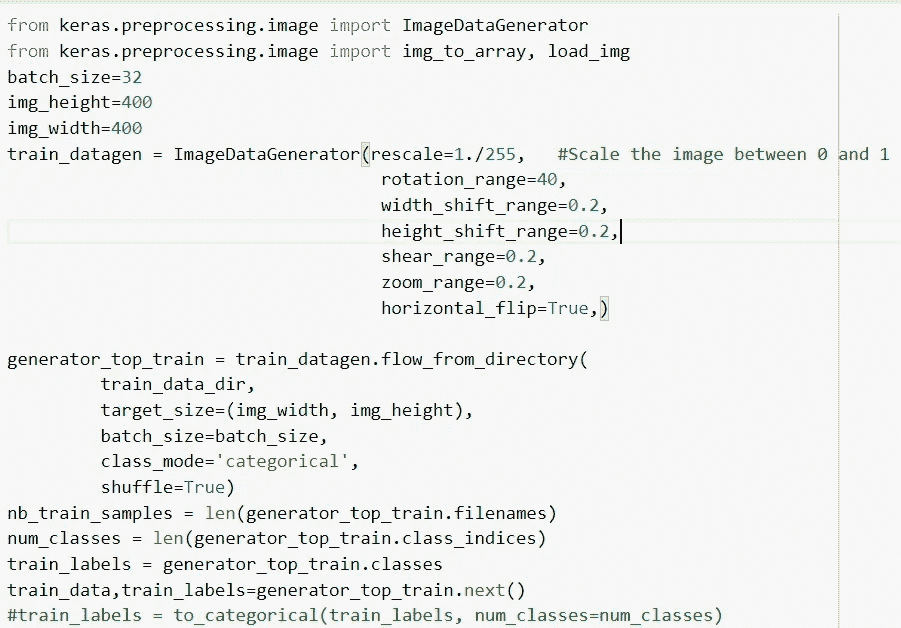 from keras.preprocessing.image import ImageDataGenerator
from keras.preprocessing.image import img_to_array, load_img
batch_size=32
img_height=400
img_width=400
train_datagen = ImageDataGenerator(rescale=1./255,   #Scale the image between 0 and 1
                                    rotation_range=40,
                                    width_shift_range=0.2,
                                    height_shift_range=0.2,
                                    shear_range=0.2,
                                    zoom_range=0.2,
                                    horizontal_flip=True,)
generator_top_train = train_datagen.flow_from_directory(
         train_data_dir,
         target_size=(img_width, img_height),
         batch_size=batch_size,
         class_mode='categorical',
         shuffle=True)
nb_train_samples = len(generator_top_train.filenames)
num_classes = len(generator_top_train.class_indices)
train_labels = generator_top_train.classes
train_data,train_labels=generator_top_train.next()
#train_labels = to_categorical(train_labels, num_classes=num_classes)